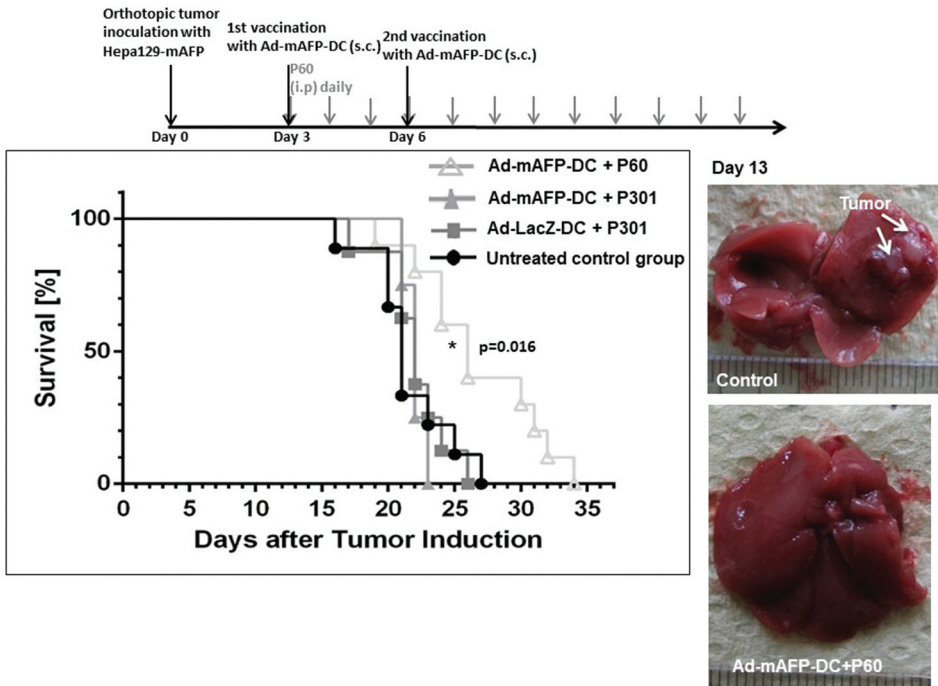 Orthotopic tumor
inoculation with
Hepa129-mAFP
1st vaccination
with Ad-mAFP-DC (s.c.)
2nd vaccination
with Ad-mAFP-DC (s.c.)
P60
(i.p) daily
Day 0
Day 3
Day 6
Ad-mAFP-DC + P60
Ad-mAFP-DC + P301
Ad-LacZ-DC + P301
Untreated control group
100
50
0
Survival [%]
* p=0.016
0 5 10 15 20 25 30 35
Days after Tumor Induction
Day 13
Tumor
Control
Ad-mAFP-DC+P60